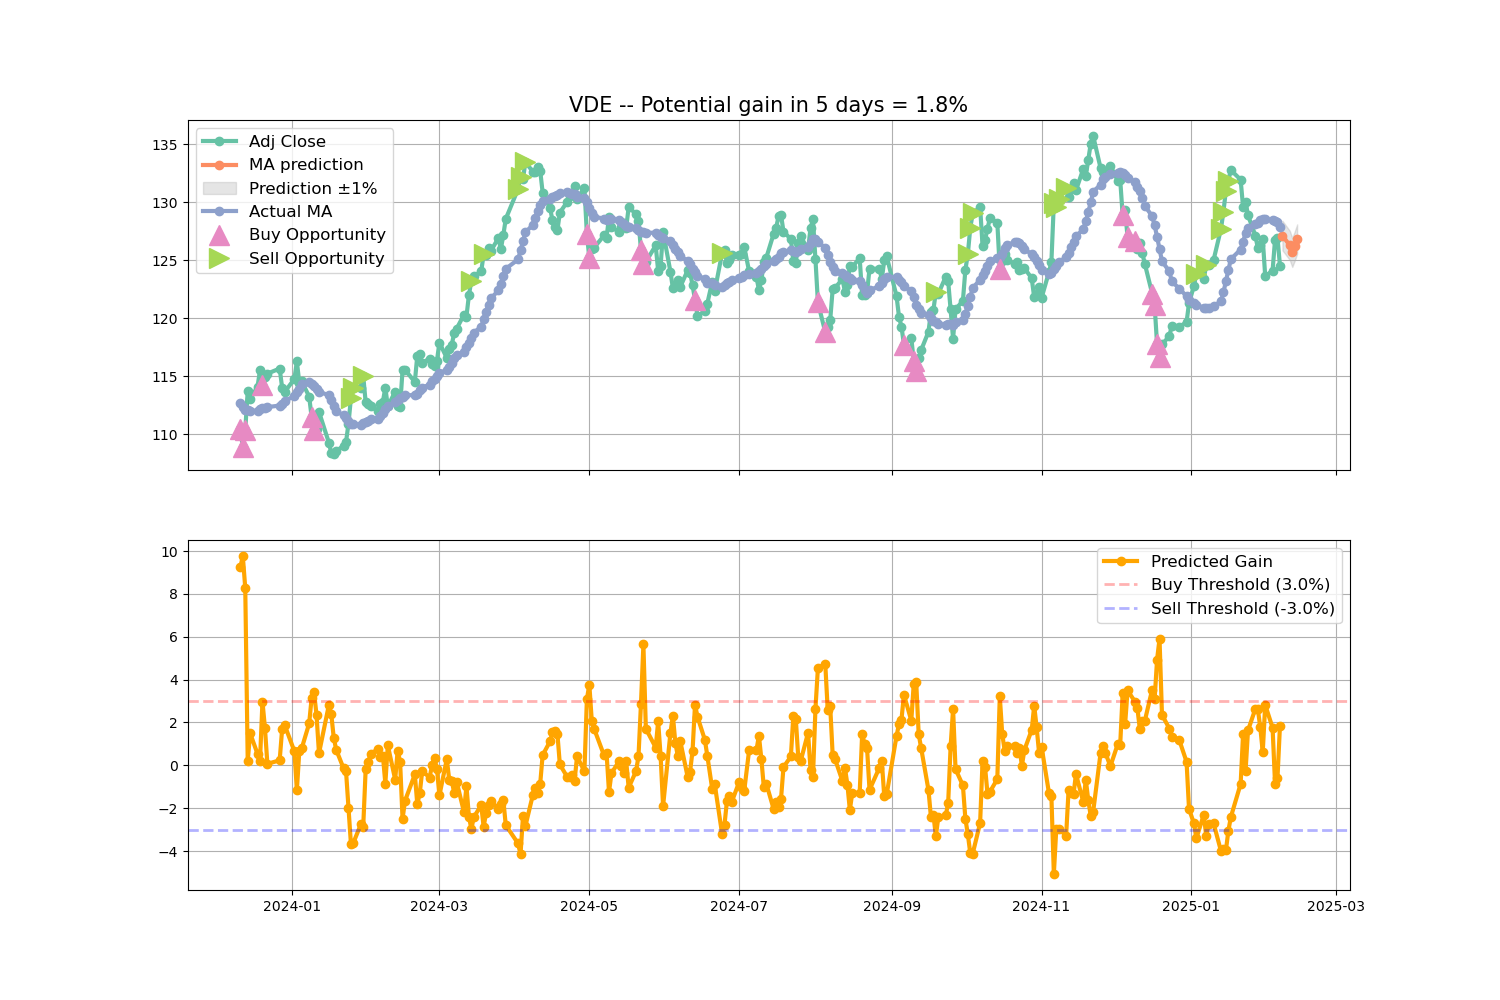 VDE -- Potential gain in 5 days = 1.8%
Adj Close
MA prediction
Prediction ±1%
Actual MA
Buy Opportunity
Sell Opportunity
135
130
125
120
115
110
Predicted Gain
Buy Threshold (3.0%)
Sell Threshold (-3.0%)
10
8
6
4
2
0
−2
−4
2024-01 2024-03 2024-05 2024-07 2024-09 2024-11 2025-01 2025-03